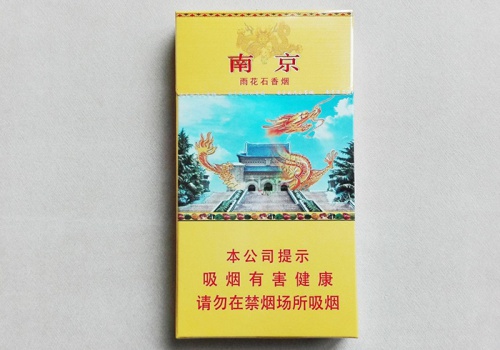 南京
雨花石香烟
本公司提示
吸烟有害健康
请勿在禁烟场所吸烟